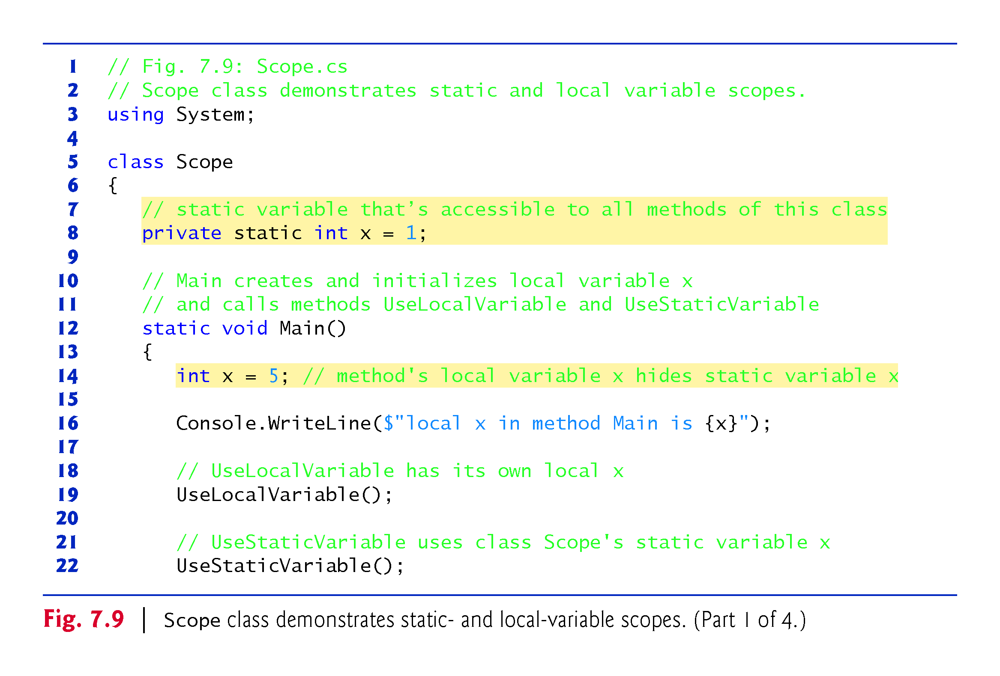 1 // Fig. 7.9: Scope.cs
2 // Scope class demonstrates static and local variable scopes.
3 using System;
4
5 class Scope
6 {
7 // static variable that’s accessible to all methods of this class
8 private static int x = 1;
9
10 // Main creates and initializes local variable x
11 // and calls methods UseLocalVariable and UseStaticVariable
12 static void Main()
13 {
14 int x = 5; // method's local variable x hides static variable x
15
16 Console.WriteLine($"local x in method Main is {x}");
17
18 // UseLocalVariable has its own local x
19 UseLocalVariable();
20
21 // UseStaticVariable uses class Scope's static variable x
22 UseStaticVariable();
Fig. 7.9 | Scope class demonstrates static- and local-variable scopes. (Part 1 of 4.)